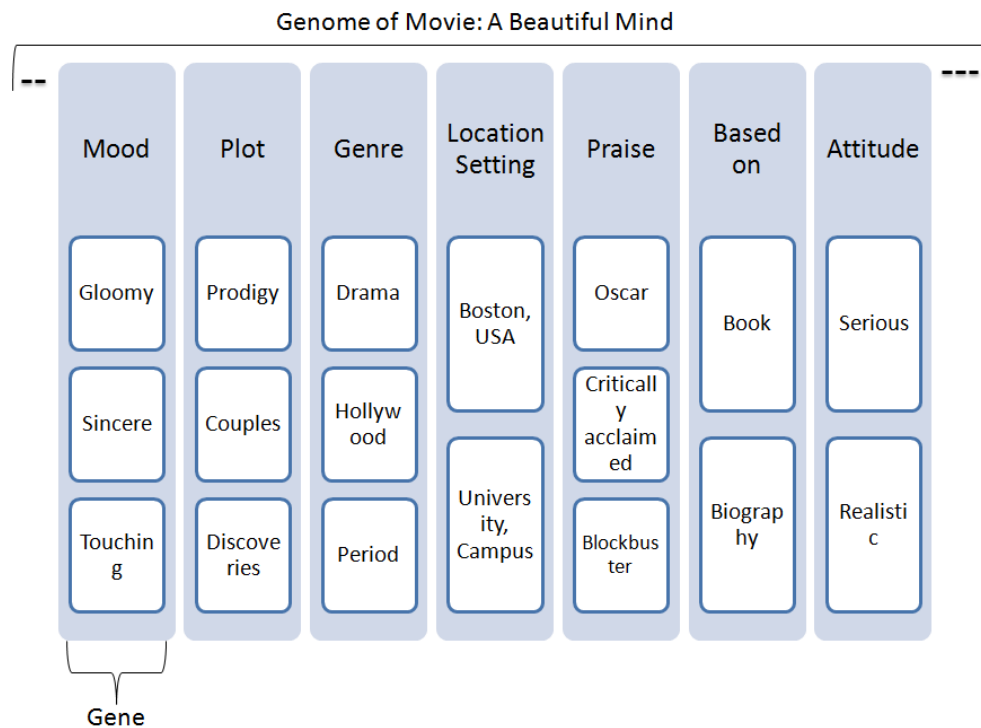 Genome of Movie: A Beautiful Mind
--
---
Mood
Gloomy
Sincere
Touchin
g
Plot
Prodigy
Couples
Discove
ries
Genre
Drama
Hollyw
ood
Period
Location
Setting
Boston,
USA
Univers
ity,
Campus
Praise
Oscar
Criticall
y
acclaim
ed
Blockbus
ter
Based
on
Book
Biograp
hy
Attitude
Serious
Realisti
c
Gene